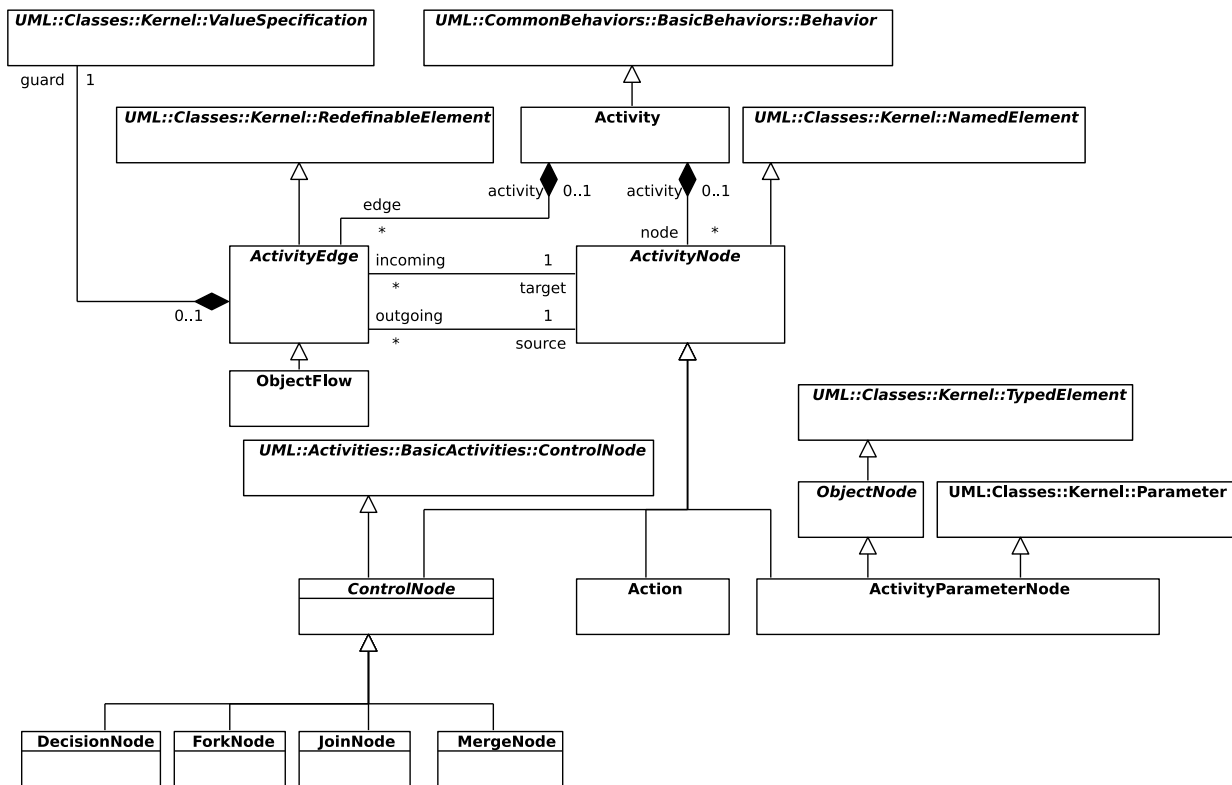 UML::Classes::Kernel::ValueSpecification
UML::CommonBehaviors::BasicBehaviors::Behavior
guard 1
UML::Classes::Kernel::RedefinableElement
Activity
UML::Classes::Kernel::NamedElement
activity 0..1
activity 0..1
edge
*
node *
ActivityEdge
ActivityNode
incoming 1
* target
0..1
outgoing 1
* source
ObjectFlow
UML::Classes::Kernel::TypedElement
UML::Activities::BasicActivities::ControlNode
ObjectNode
UML:Classes::Kernel::Parameter
ControlNode
Action
ActivityParameterNode
DecisionNode
ForkNode
JoinNode
MergeNode